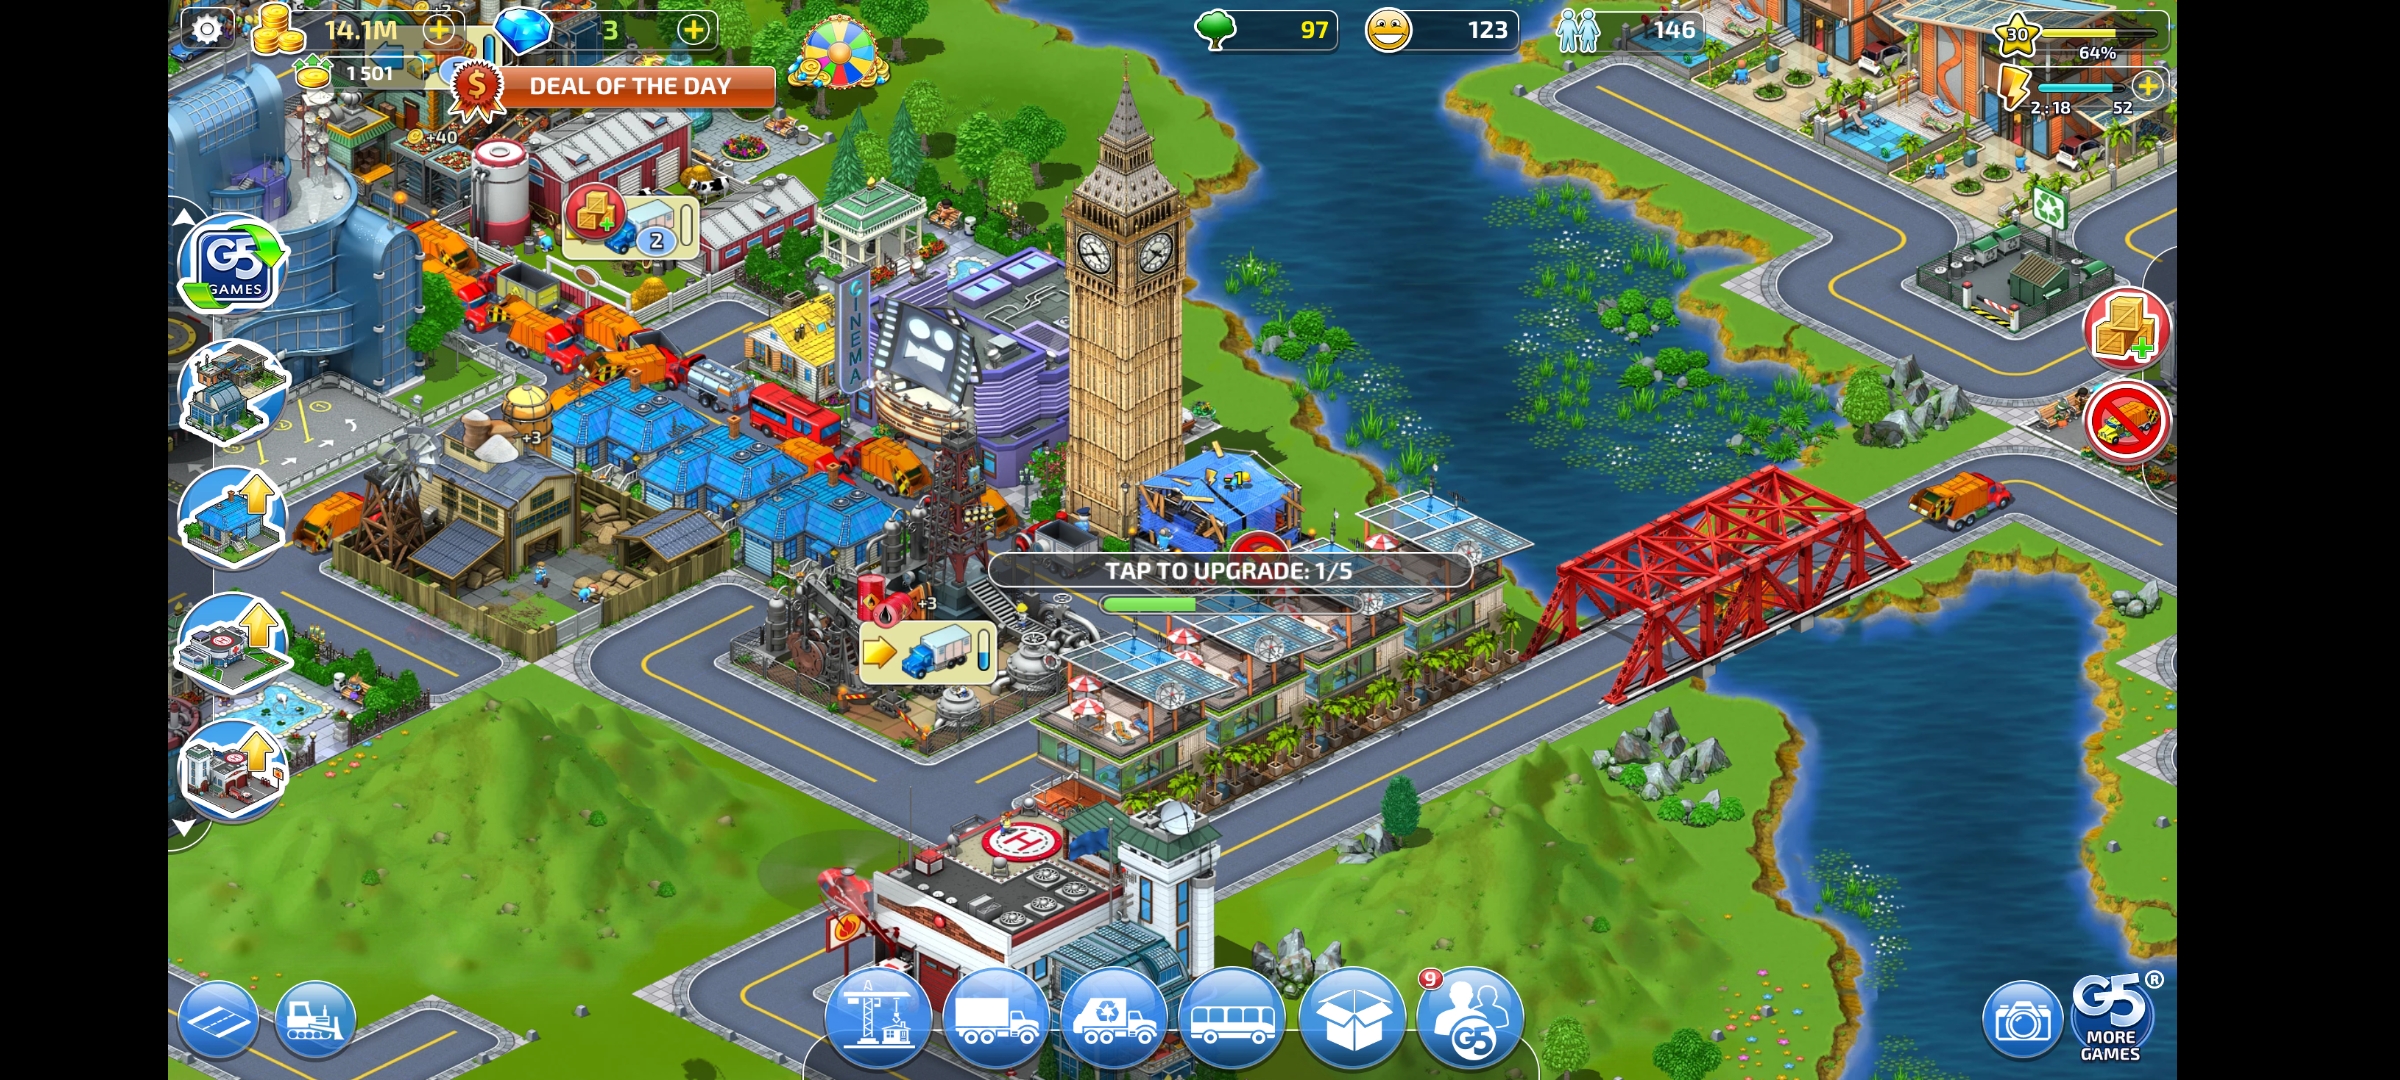 14.1M
3
97
123
146
30
64%
1 501
DEAL OF THE DAY
2:18
52
+40
2
G5
GAMES
CINEMA
+3
TAP TO UPGRADE: 1/5
+3
H
9
G5
G5®
MORE
GAMES